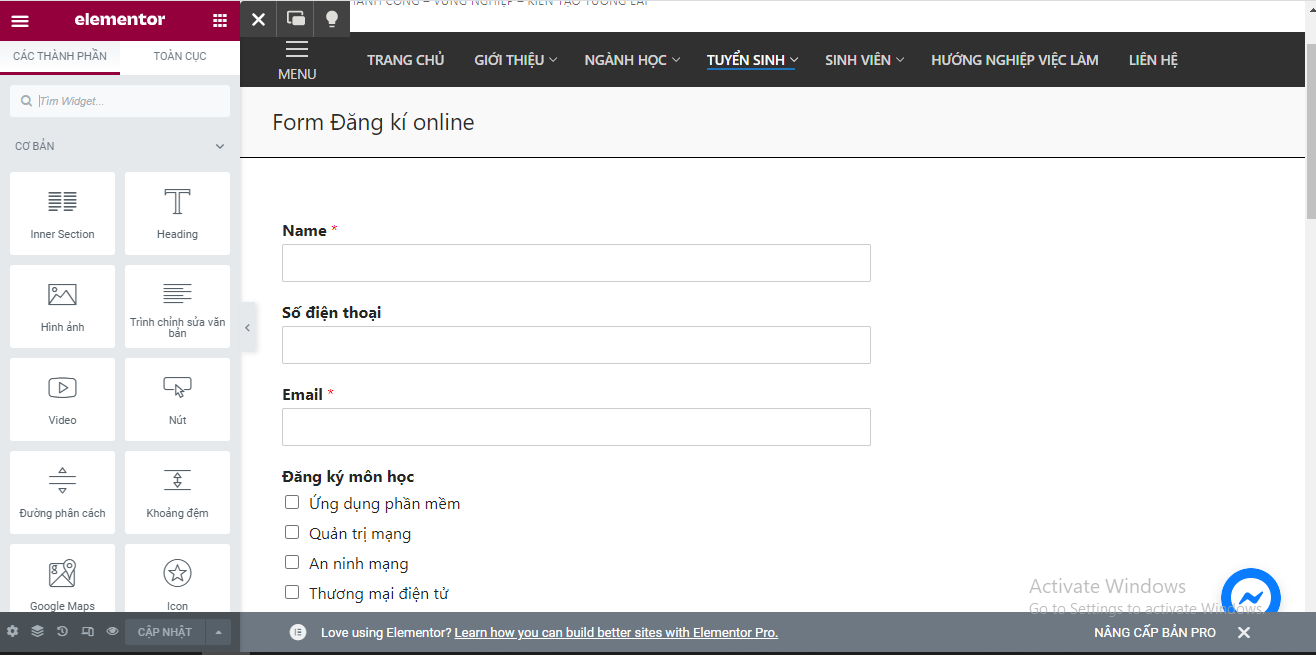 elementor
CÁC THÀNH PHẦN
TOÀN CỤC
Tìm Widget...
CƠ BẢN
Inner Section
Heading
Hình ảnh
Trình chỉnh sửa văn
bản
Video
Nút
Đường phân cách
Khoảng đệm
Google Maps
Icon
CẬP NHẬT
THÀNH CÔNG – VỮNG NGHIỆP – KIẾN TẠO TƯƠNG LAI
MENU
TRANG CHỦ
GIỚI THIỆU
NGÀNH HỌC
TUYỂN SINH
SINH VIÊN
HƯỚNG NGHIỆP VIỆC LÀM
LIÊN HỆ
Form Đăng kí online
Name *
Số điện thoại
Email *
Đăng ký môn học
Ứng dụng phần mềm
Quản trị mạng
An ninh mạng
Thương mại điện tử
Activate Windows
Go to Settings to activate Windows.
Love using Elementor? Learn how you can build better sites with Elementor Pro.
NÂNG CẤP BẢN PRO